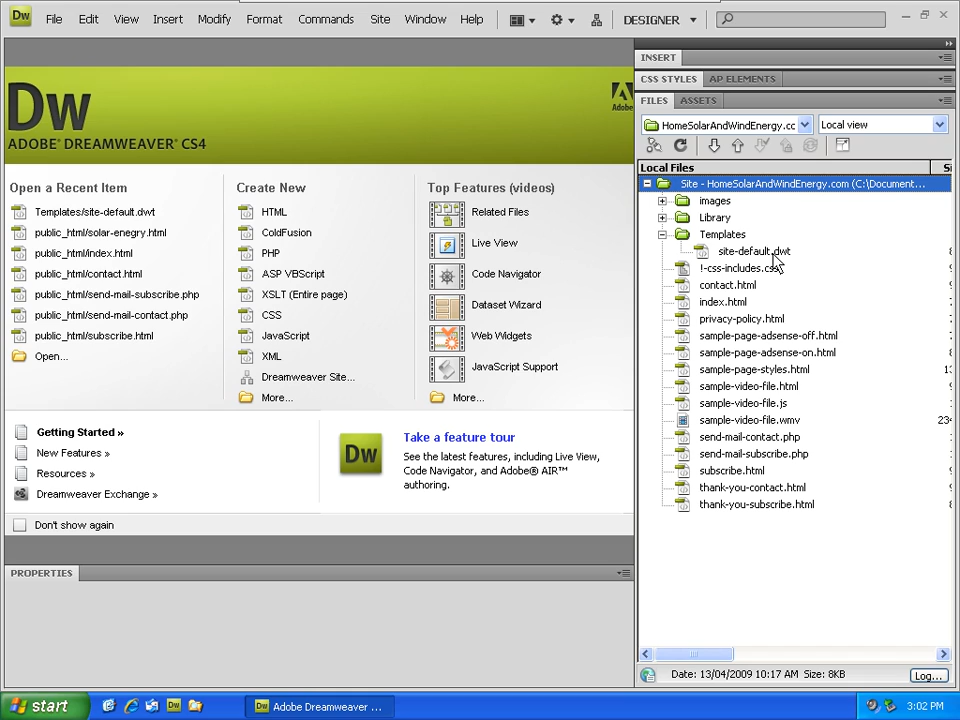 Dw File Edit View Insert Modify Format Commands Site Window Help DESIGNER
INSERT
CSS STYLES AP ELEMENTS
FILES ASSETS
HomeSolarAndWindEnergy.cc Local view
Local Files
Site - HomeSolarAndWindEnergy.com (C:\Document...
images
Library
Templates
site-default.dwt
!-css-includes.css
contact.html
index.html
privacy-policy.html
sample-page-adsense-off.html
sample-page-adsense-on.html
sample-page-styles.html
sample-video-file.html
sample-video-file.js
sample-video-file.wmv
send-mail-contact.php
send-mail-subscribe.php
subscribe.html
thank-you-contact.html
thank-you-subscribe.html
Date: 13/04/2009 10:17 AM Size: 8KB Log...
Dw
ADOBE® DREAMWEAVER® CS4
Adobe
Open a Recent Item
Templates/site-default.dwt
public_html/solar-enegry.html
public_html/index.html
public_html/contact.html
public_html/send-mail-subscribe.php
public_html/send-mail-contact.php
public_html/subscribe.html
Open...
Create New
HTML
ColdFusion
PHP
ASP VBScript
XSLT (Entire page)
CSS
JavaScript
XML
Dreamweaver Site...
More...
Top Features (videos)
Related Files
Live View
Code Navigator
Dataset Wizard
Web Widgets
JavaScript Support
More...
Getting Started »
New Features »
Resources »
Dreamweaver Exchange »
Dw
Take a feature tour
See the latest features, including Live View,
Code Navigator, and Adobe® AIR™
authoring.
Don't show again
PROPERTIES
start Adobe Dreamweaver ... 3:02 PM